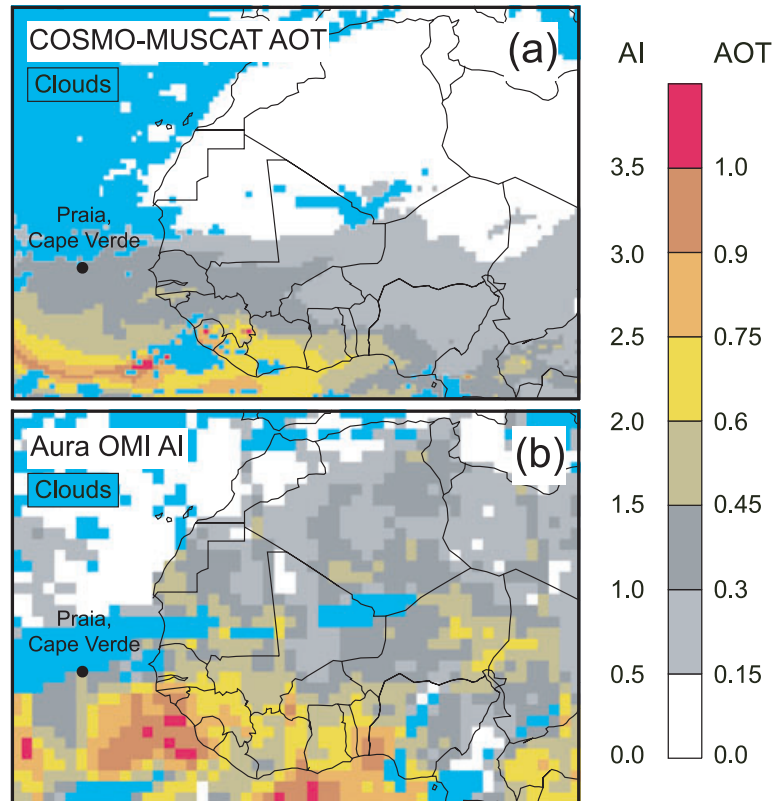 COSMO-MUSCAT AOT
(a)
Clouds
Praia,
Cape Verde
AI
AOT
3.5
1.0
3.0
0.9
2.5
0.75
2.0
0.6
1.5
0.45
1.0
0.3
0.5
0.15
0.0
0.0
Aura OMI AI
(b)
Clouds
Praia,
Cape Verde